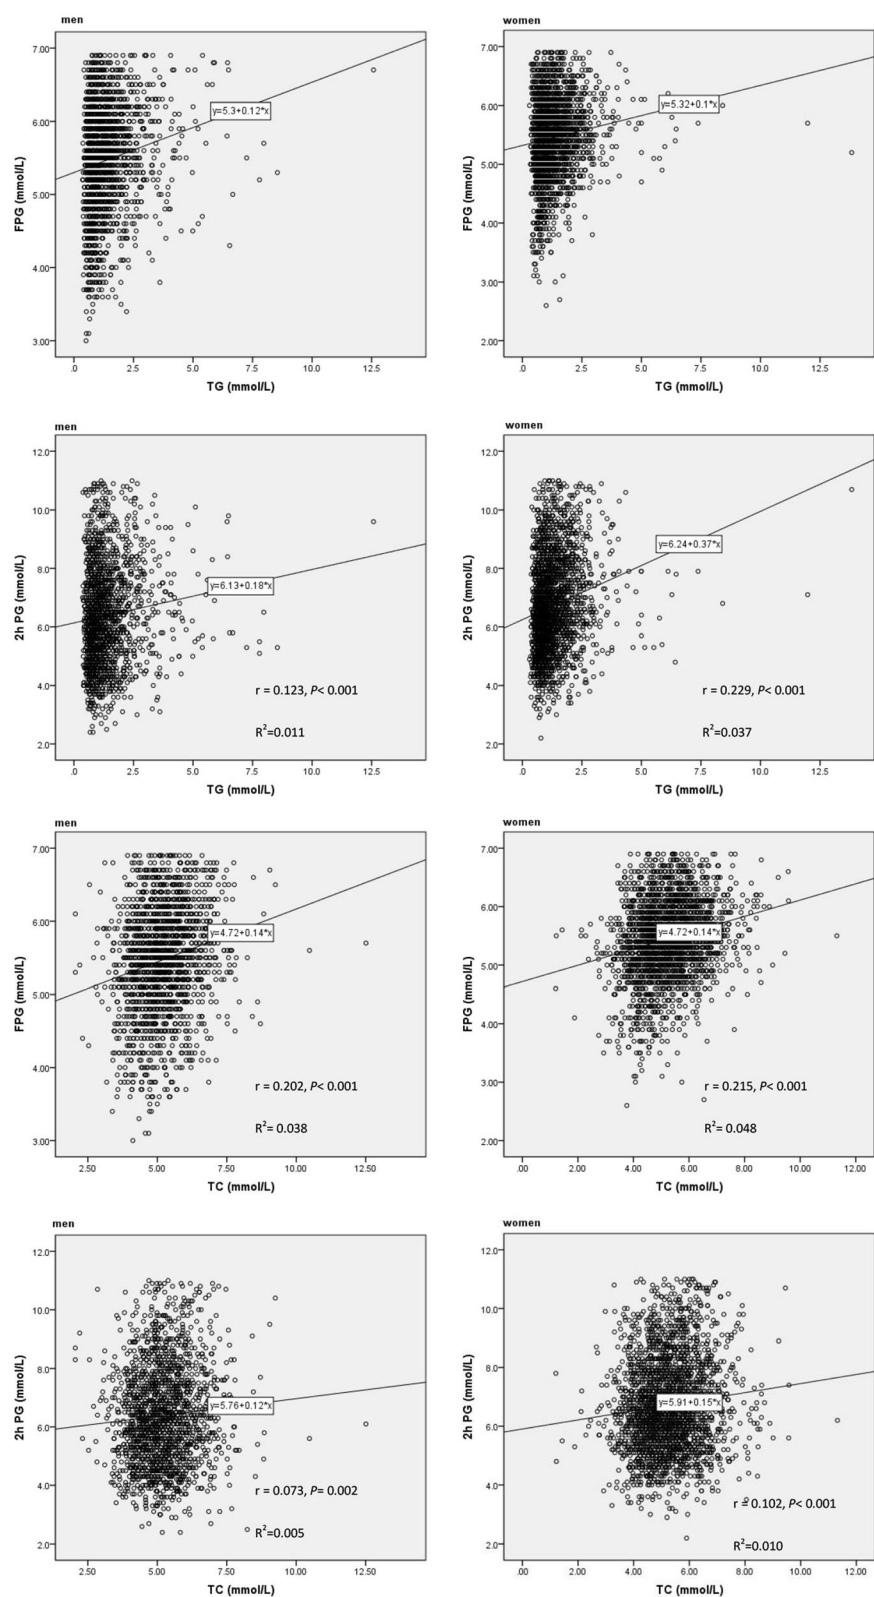 men
7.00
6.00
5.00
4.00
3.00
FPG (mmol/L)
y=5.3+0.12*x
.0 2.5 5.0 7.5 10.0 12.5
TG (mmol/L)
women
7.00
6.00
5.00
4.00
3.00
2.00
FPG (mmol/L)
y=5.32+0.1*x
.0 2.5 5.0 7.5 10.0 12.5
TG (mmol/L)
men
12.0
10.0
8.0
6.0
4.0
2.0
2h PG (mmol/L)
y=6.13+0.18*x
r = 0.123, P< 0.001
R²=0.011
.0 2.5 5.0 7.5 10.0 12.5
TG (mmol/L)
women
12.0
10.0
8.0
6.0
4.0
2.0
2h PG (mmol/L)
y=6.24+0.37*x
r = 0.229, P< 0.001
R²=0.037
.0 2.5 5.0 7.5 10.0 12.5
TG (mmol/L)
men
7.00
6.00
5.00
4.00
3.00
FPG (mmol/L)
y=4.72+0.14*x
r = 0.202, P< 0.001
R²= 0.038
2.50 5.00 7.50 10.00 12.50
TC (mmol/L)
women
7.00
6.00
5.00
4.00
3.00
2.00
FPG (mmol/L)
y=4.72+0.14*x
r = 0.215, P< 0.001
R²= 0.048
.00 2.00 4.00 6.00 8.00 10.00 12.00
TC (mmol/L)
men
12.0
10.0
8.0
6.0
4.0
2.0
2h PG (mmol/L)
y=5.76+0.12*x
r = 0.073, P= 0.002
R²=0.005
2.50 5.00 7.50 10.00 12.50
TC (mmol/L)
women
12.0
10.0
8.0
6.0
4.0
2.0
2h PG (mmol/L)
y=5.91+0.15*x
r = 0.102, P< 0.001
R²=0.010
.00 2.00 4.00 6.00 8.00 10.00 12.00
TC (mmol/L)